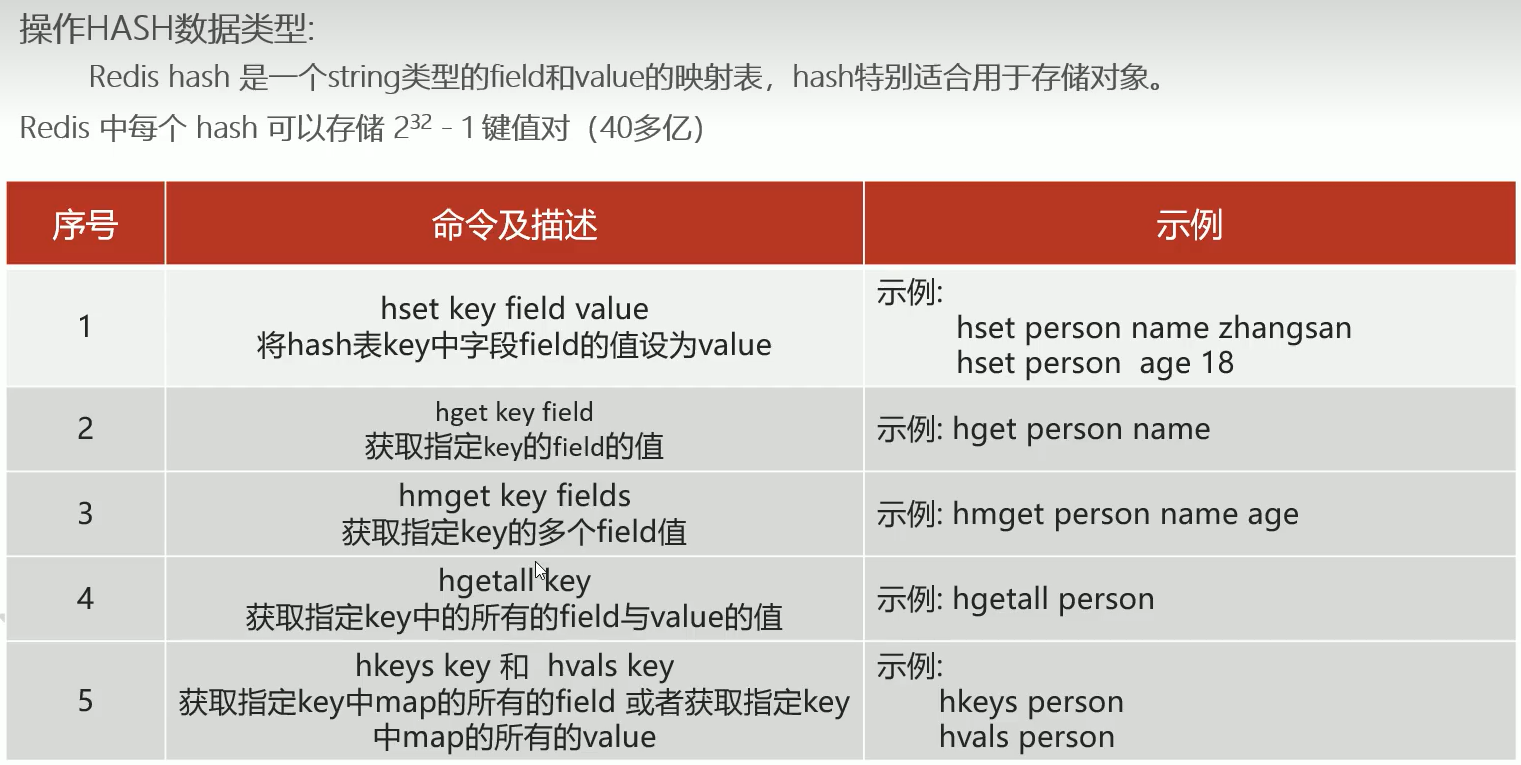 操作HASH数据类型:
Redis hash 是一个string类型的field和value的映射表，hash特别适合用于存储对象。
Redis 中每个 hash 可以存储 2³² - 1 键值对（40多亿）
序号 命令及描述 示例
1
hset key field value
将hash表key中字段field的值设为value
示例:
hset person name zhangsan
hset person  age 18
2
hget key field
获取指定key的field的值
示例: hget person name
3
hmget key fields
获取指定key的多个field值
示例: hmget person name age
4
hgetall key
获取指定key中的所有的field与value的值
示例: hgetall person
5
hkeys key 和  hvals key
获取指定key中map的所有的field 或者获取指定key
中map的所有的value
示例:
hkeys person
hvals person